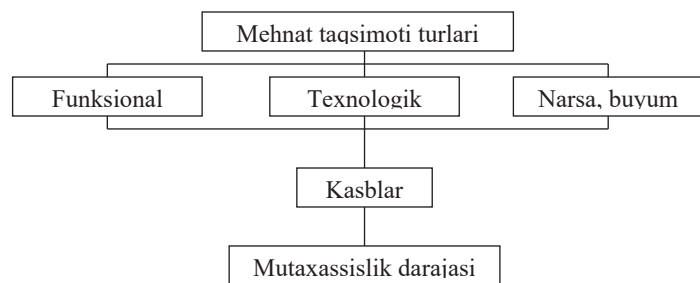 Mehnat taqsimoti turlari
Funksional
Texnologik
Narsa, buyum
Kasblar
Mutaxassislik darajasi